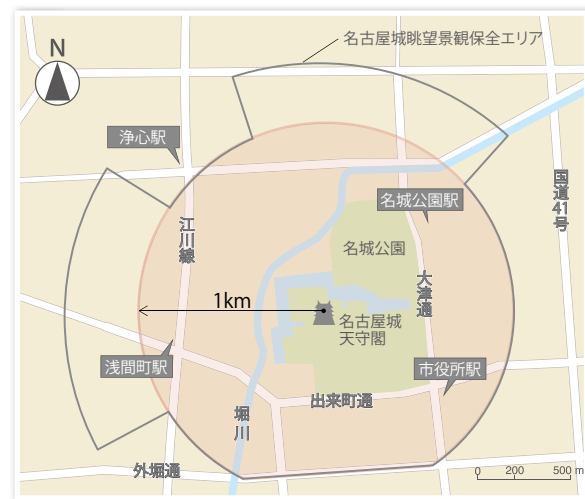 名古屋城眺望景観保全エリア
N
浄心駅
国道41号
名城公園駅
江川線
名城公園
大津通
1km
名古屋城
天守閣
浅間町駅
市役所駅
出来町通
堀川
外堀通
0 200 500 m